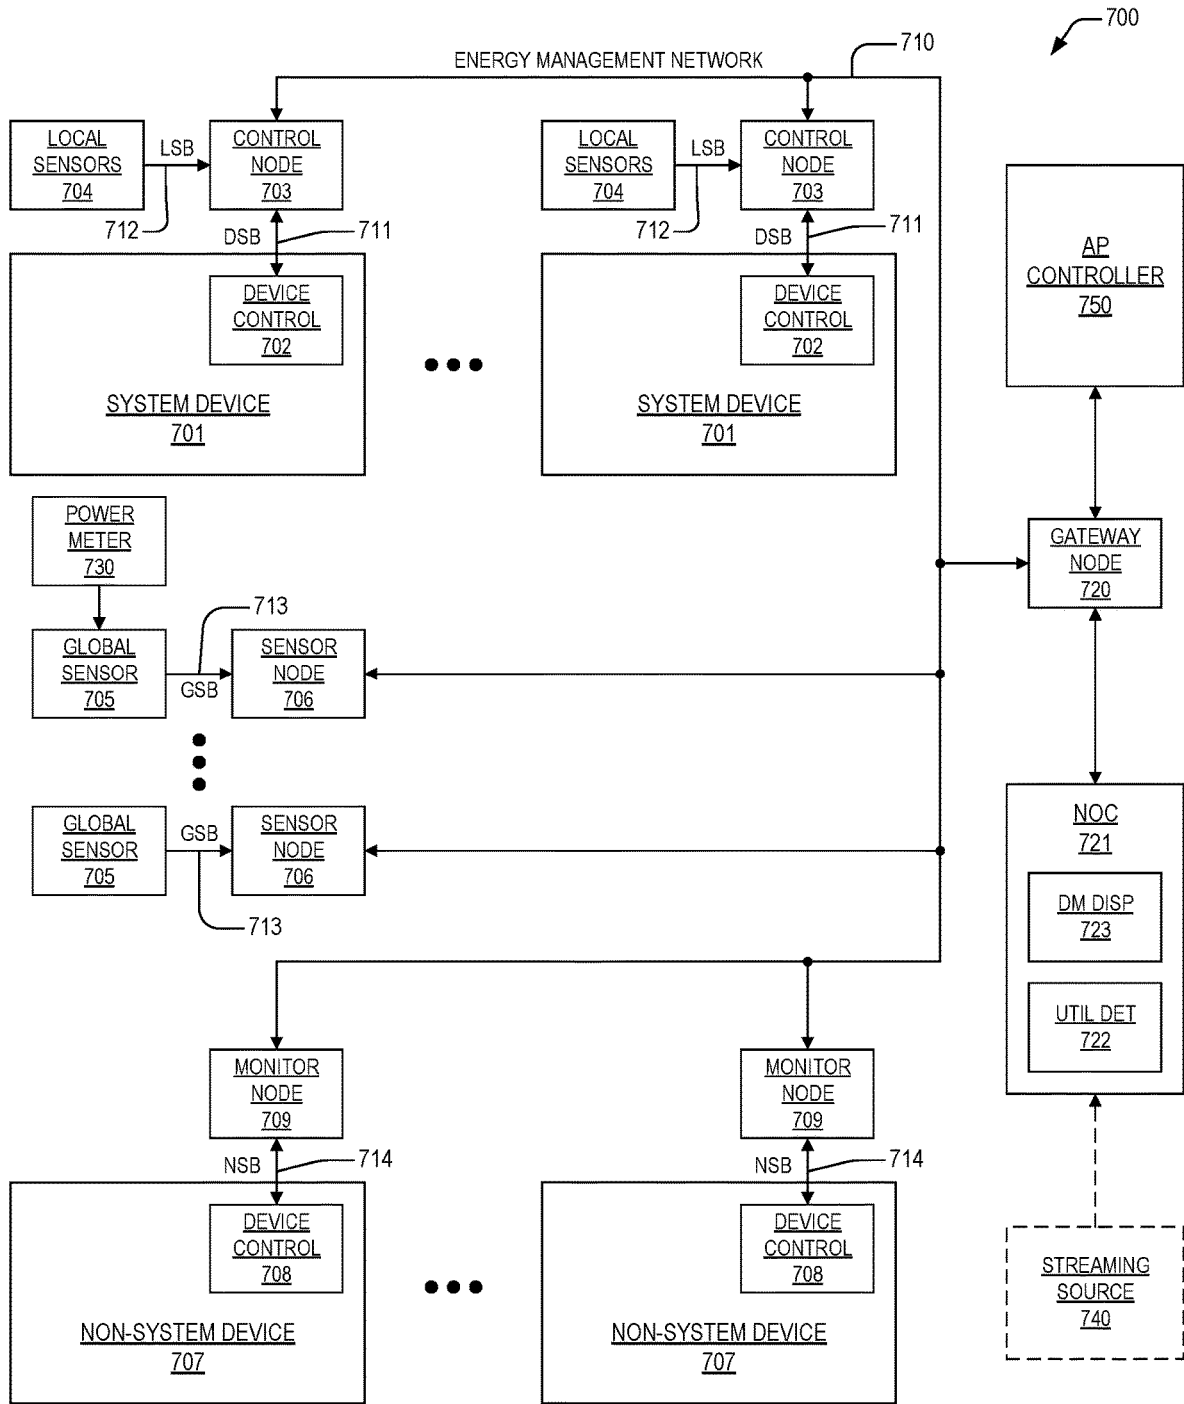 700
710
ENERGY MANAGEMENT NETWORK
LOCAL
SENSORS
704
LSB
712
CONTROL
NODE
703
LOCAL
SENSORS
704
LSB
712
CONTROL
NODE
703
DSB
711
DSB
711
DEVICE
CONTROL
702
SYSTEM DEVICE
701
DEVICE
CONTROL
702
SYSTEM DEVICE
701
AP
CONTROLLER
750
POWER
METER
730
GATEWAY
NODE
720
713
GLOBAL
SENSOR
705
GSB
SENSOR
NODE
706
GLOBAL
SENSOR
705
GSB
713
SENSOR
NODE
706
NOC
721
DM DISP
723
UTIL DET
722
MONITOR
NODE
709
MONITOR
NODE
709
NSB
714
NSB
714
DEVICE
CONTROL
708
NON-SYSTEM DEVICE
707
DEVICE
CONTROL
708
NON-SYSTEM DEVICE
707
STREAMING
SOURCE
740